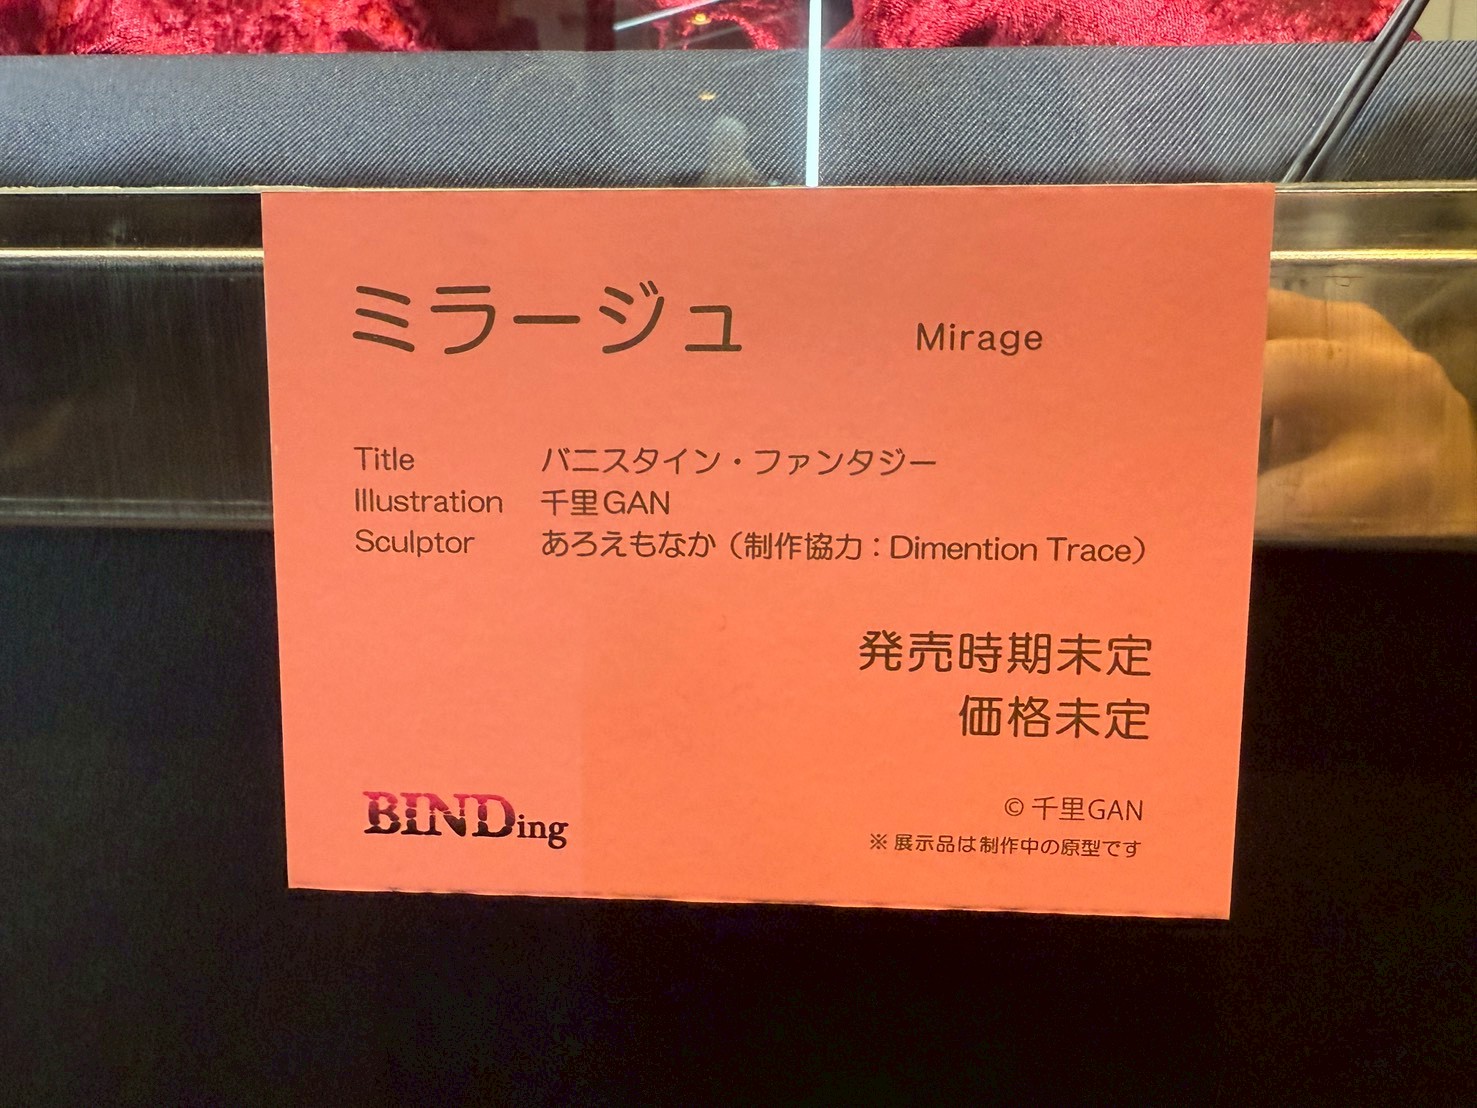 ミラージュ Mirage
Title バニスタイン・ファンタジー
Illustration 千里GAN
Sculptor あろえもなか（制作協力：Dimention Trace）
発売時期未定
価格未定
BINDing
© 千里GAN
※ 展示品は制作中の原型です